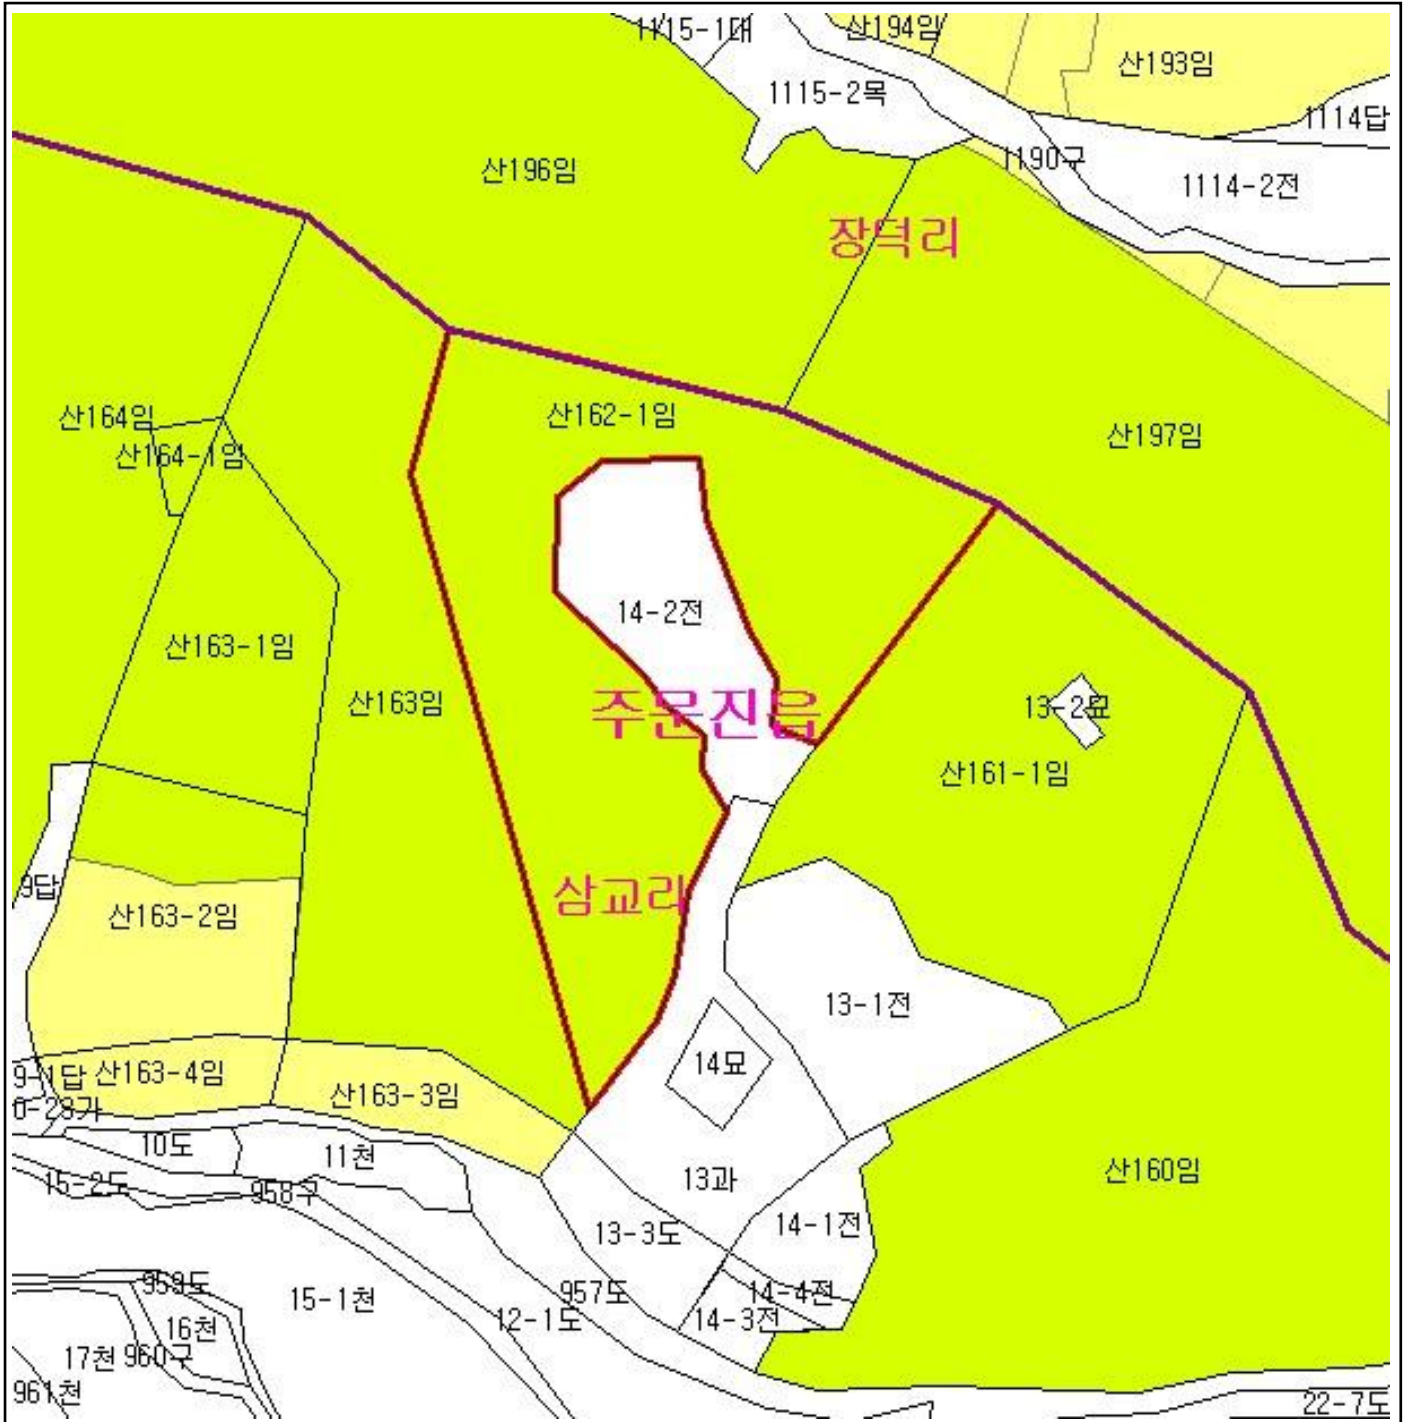 1115-1대
산194임
산193임
1115-2목
1114답
산196임
1190구
1114-2전
장덕리
산164임
산162-1임
산197임
산164-1임
14-2전
산163-1임
산163임
주문진읍
13-2묘
산161-1임
9답
삼교리
산163-2임
13-1전
14묘
9-1답
산163-4임
산163-3임
10도
11천
13과
산160임
15-2도
958구
13-3도
14-1전
959도
15-1천
957도
14-4전
12-1도
14-3전
16천
17천
960구
961천
22-7도